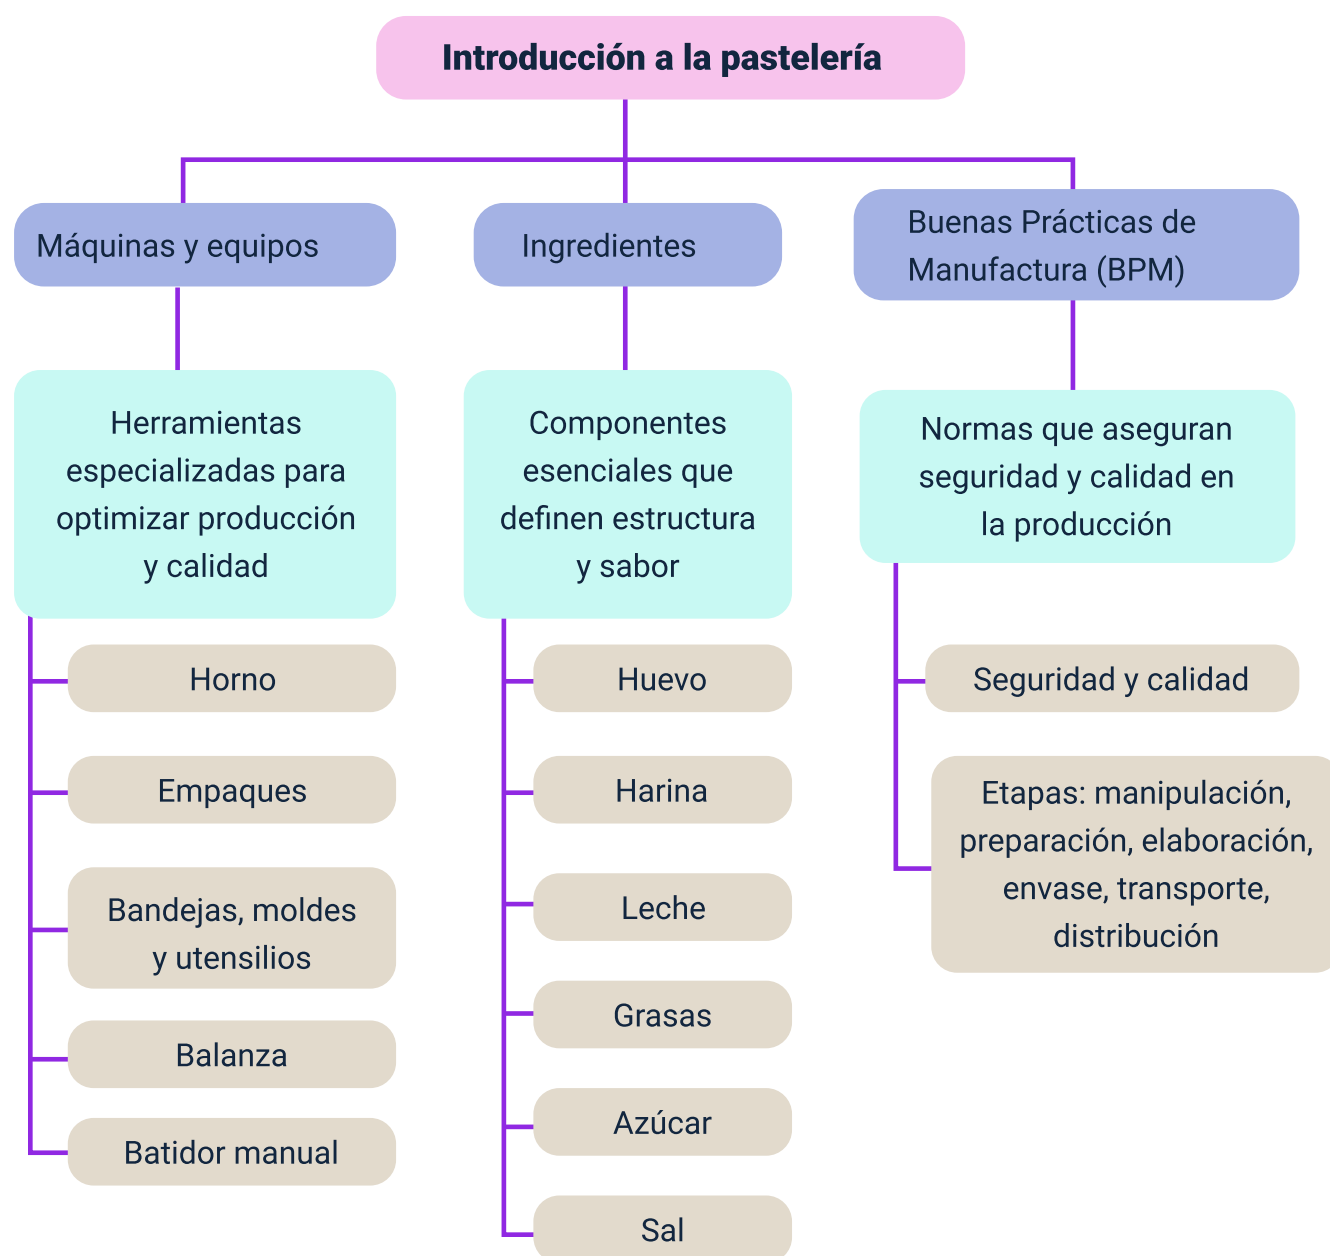 Introducción a la pastelería
Máquinas y equipos
Herramientas
especializadas para
optimizar producción
y calidad
Horno
Empaques
Bandejas, moldes
y utensilios
Balanza
Batidor manual
Ingredientes
Componentes
esenciales que
definen estructura
y sabor
Huevo
Harina
Leche
Grasas
Azúcar
Sal
Buenas Prácticas de
Manufactura (BPM)
Normas que aseguran
seguridad y calidad en
la producción
Seguridad y calidad
Etapas: manipulación,
preparación, elaboración,
envase, transporte,
distribución